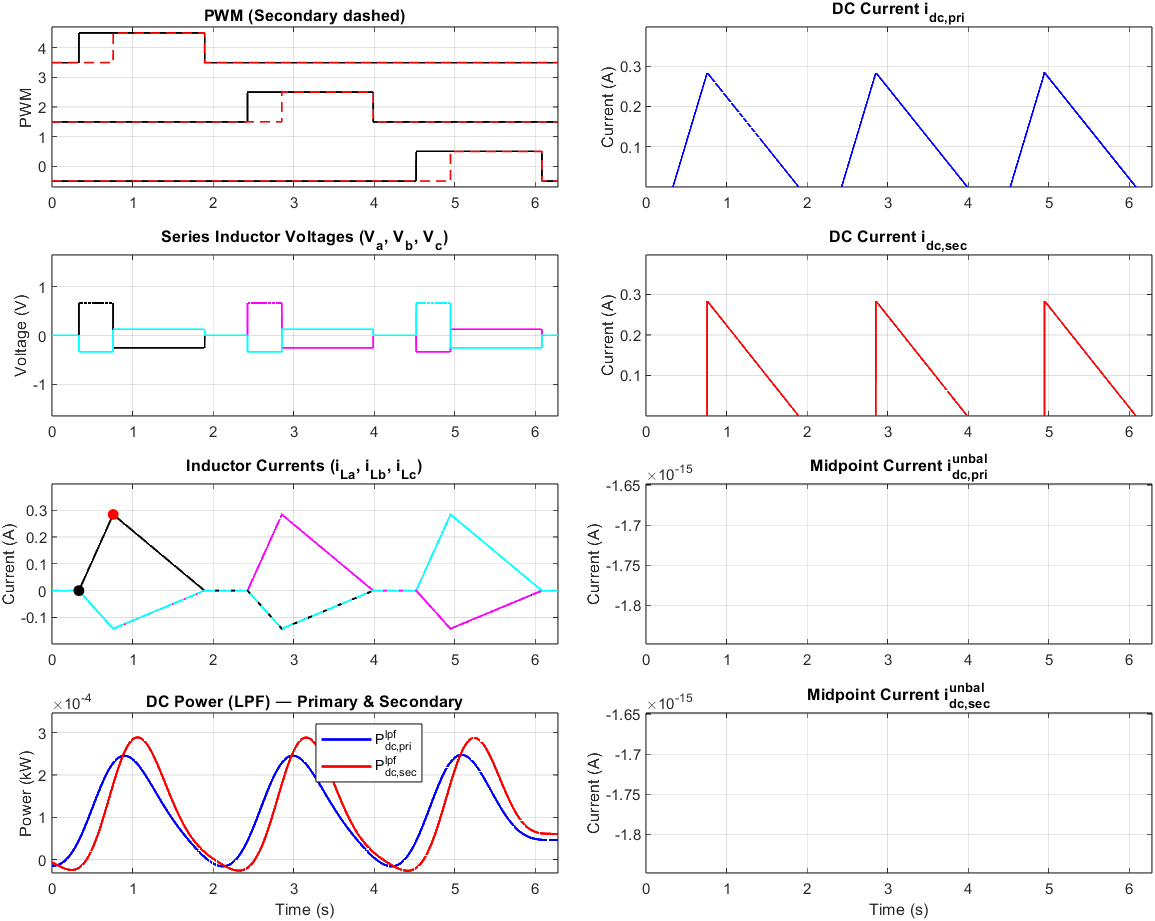 PWM (Secondary dashed)
PWM
4
3
2
1
0
0 1 2 3 4 5 6
DC Current i_dc,pri
Current (A)
0.3
0.2
0.1
0 1 2 3 4 5 6
Series Inductor Voltages (V_a, V_b, V_c)
Voltage (V)
1
0
-1
0 1 2 3 4 5 6
DC Current i_dc,sec
Current (A)
0.3
0.2
0.1
0 1 2 3 4 5 6
Inductor Currents (i_La, i_Lb, i_Lc)
Current (A)
0.3
0.2
0.1
0
-0.1
0 1 2 3 4 5 6
Midpoint Current i_dc,pri^unbal
×10^-15
Current (A)
-1.65
-1.7
-1.75
-1.8
0 1 2 3 4 5 6
DC Power (LPF) — Primary & Secondary
×10^-4
Power (kW)
3
2
1
0
P_dc,pri^lpf
P_dc,sec^lpf
0 1 2 3 4 5 6
Time (s)
Midpoint Current i_dc,sec^unbal
×10^-15
Current (A)
-1.65
-1.7
-1.75
-1.8
0 1 2 3 4 5 6
Time (s)